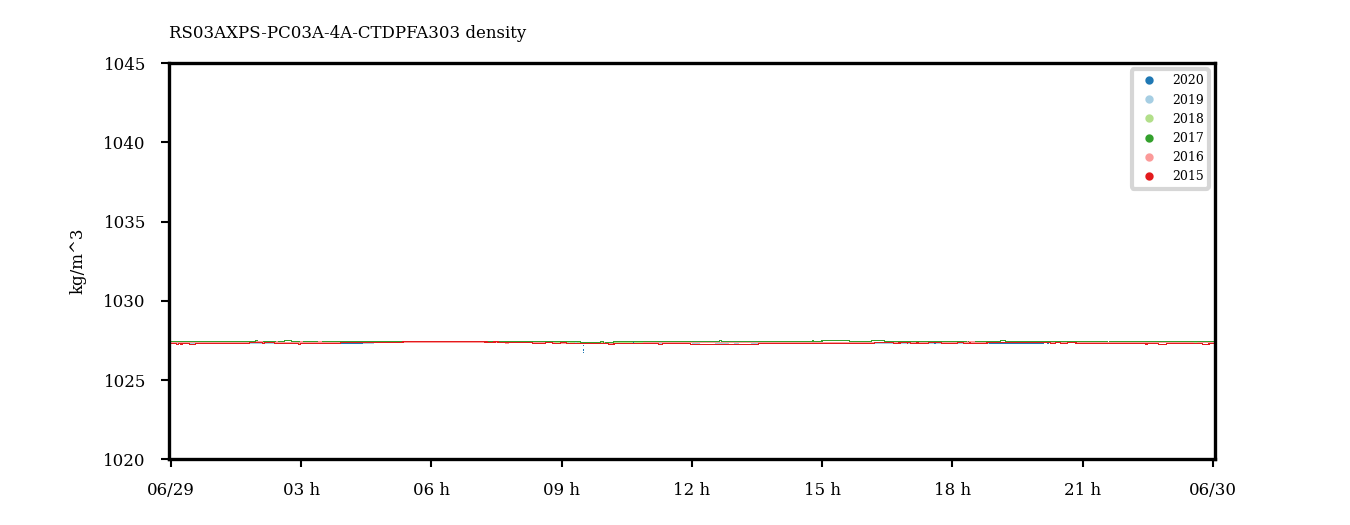 RS03AXPS-PC03A-4A-CTDPFA303 density
1045
1040
1035
1030
1025
1020
kg/m^3
2020
2019
2018
2017
2016
2015
06/29
03 h
06 h
09 h
12 h
15 h
18 h
21 h
06/30